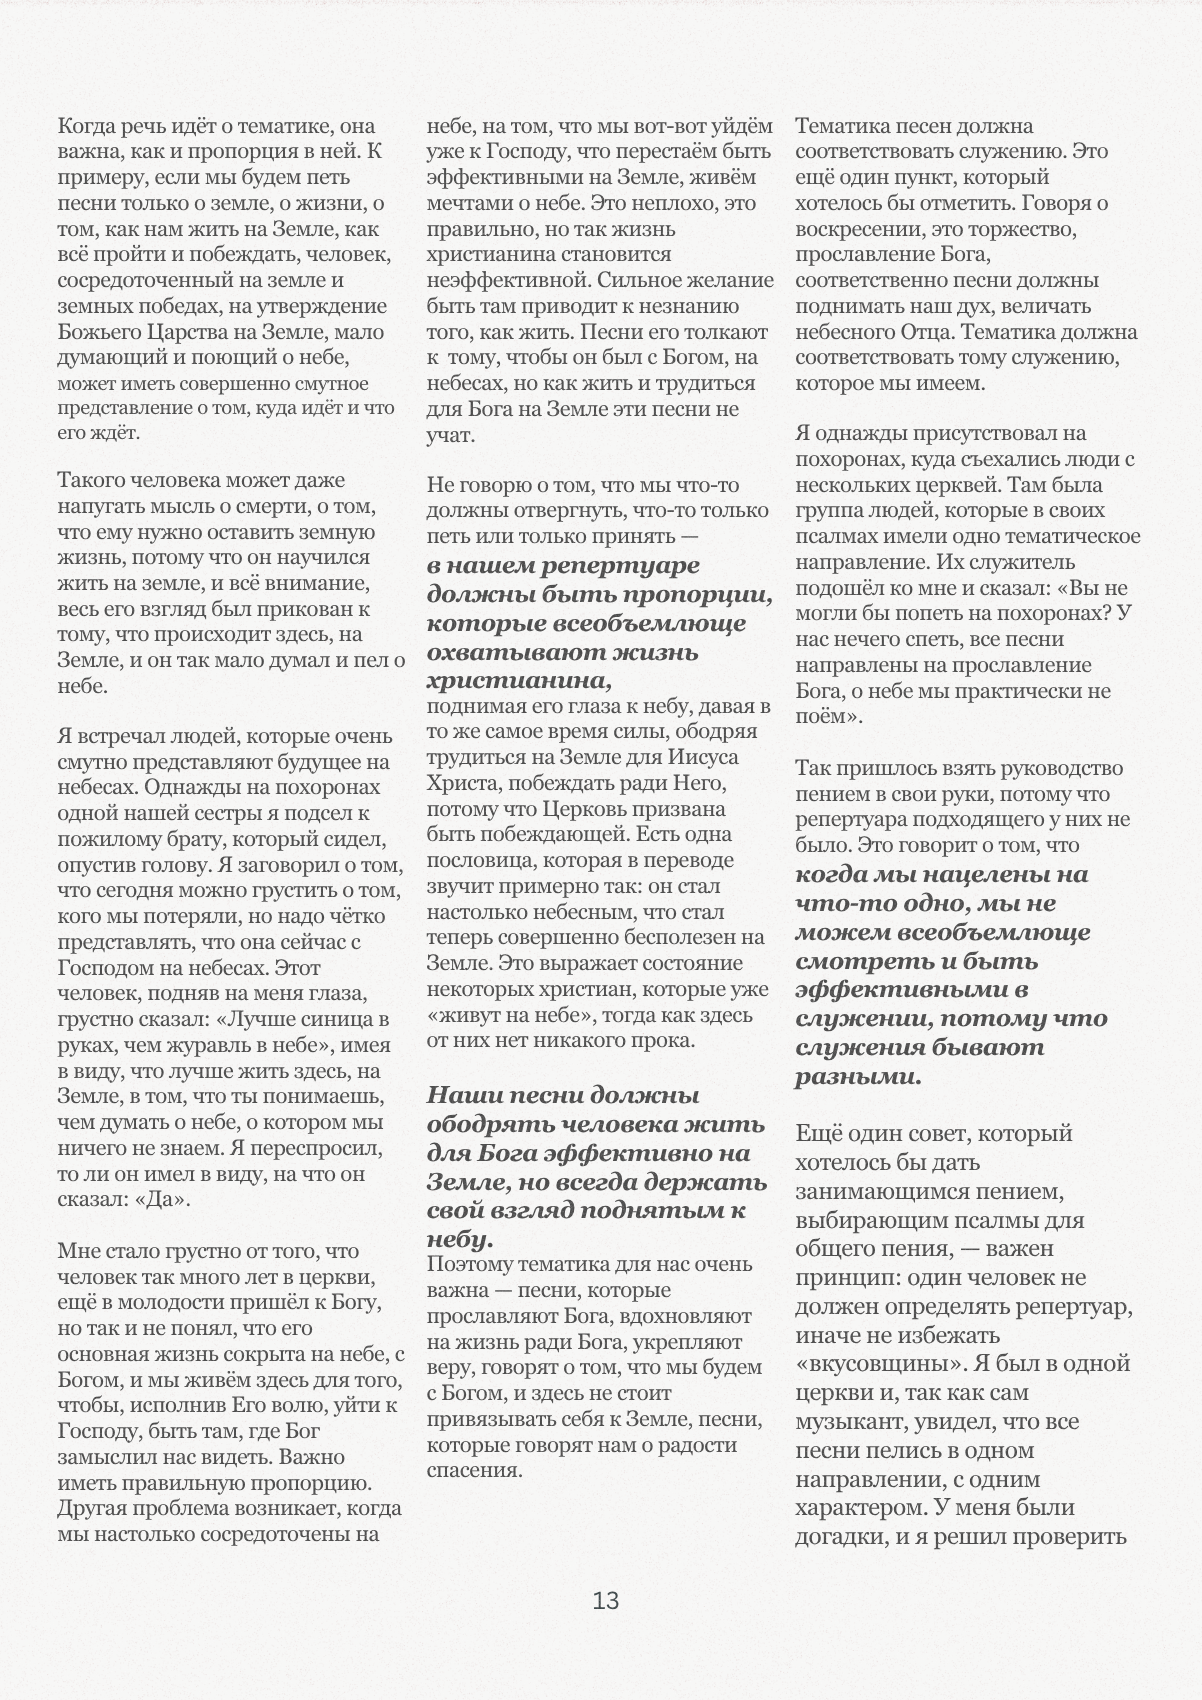 Когда речь идёт о тематике, она
важна, как и пропорция в ней. К
примеру, если мы будем петь
песни только о земле, о жизни, о
том, как нам жить на Земле, как
всё пройти и побеждать, человек,
сосредоточенный на земле и
земных победах, на утверждение
Божьего Царства на Земле, мало
думающий и поющий о небе,
может иметь совершенно смутное
представление о том, куда идёт и что
его ждёт.

Такого человека может даже
напугать мысль о смерти, о том,
что ему нужно оставить земную
жизнь, потому что он научился
жить на земле, и всё внимание,
весь его взгляд был прикован к
тому, что происходит здесь, на
Земле, и он так мало думал и пел о
небе.

Я встречал людей, которые очень
смутно представляют будущее на
небесах. Однажды на похоронах
одной нашей сестры я подсел к
пожилому брату, который сидел,
опустив голову. Я заговорил о том,
что сегодня можно грустить о том,
кого мы потеряли, но надо чётко
представлять, что она сейчас с
Господом на небесах. Этот
человек, подняв на меня глаза,
грустно сказал: «Лучше синица в
руках, чем журавль в небе», имея
в виду, что лучше жить здесь, на
Земле, в том, что ты понимаешь,
чем думать о небе, о котором мы
ничего не знаем. Я переспросил,
то ли он имел в виду, на что он
сказал: «Да».

Мне стало грустно от того, что
человек так много лет в церкви,
ещё в молодости пришёл к Богу,
но так и не понял, что его
основная жизнь сокрыта на небе, с
Богом, и мы живём здесь для того,
чтобы, исполнив Его волю, уйти к
Господу, быть там, где Бог
замыслил нас видеть. Важно
иметь правильную пропорцию.
Другая проблема возникает, когда
мы настолько сосредоточены на
небе, на том, что мы вот-вот уйдём
уже к Господу, что перестаём быть
эффективными на Земле, живём
мечтами о небе. Это неплохо, это
правильно, но так жизнь
христианина становится
неэффективной. Сильное желание
быть там приводит к незнанию
того, как жить. Песни его толкают
к  тому, чтобы он был с Богом, на
небесах, но как жить и трудиться
для Бога на Земле эти песни не
учат.

Не говорю о том, что мы что-то
должны отвергнуть, что-то только
петь или только принять —
в нашем репертуаре
должны быть пропорции,
которые всеобъемлюще
охватывают жизнь
христианина,
поднимая его глаза к небу, давая в
то же самое время силы, ободряя
трудиться на Земле для Иисуса
Христа, побеждать ради Него,
потому что Церковь призвана
быть побеждающей. Есть одна
пословица, которая в переводе
звучит примерно так: он стал
настолько небесным, что стал
теперь совершенно бесполезен на
Земле. Это выражает состояние
некоторых христиан, которые уже
«живут на небе», тогда как здесь
от них нет никакого прока.

Наши песни должны
ободрять человека жить
для Бога эффективно на
Земле, но всегда держать
свой взгляд поднятым к
небу.
Поэтому тематика для нас очень
важна — песни, которые
прославляют Бога, вдохновляют
на жизнь ради Бога, укрепляют
веру, говорят о том, что мы будем
с Богом, и здесь не стоит
привязывать себя к Земле, песни,
которые говорят нам о радости
спасения.

Тематика песен должна
соответствовать служению. Это
ещё один пункт, который
хотелось бы отметить. Говоря о
воскресении, это торжество,
прославление Бога,
соответственно песни должны
поднимать наш дух, величать
небесного Отца. Тематика должна
соответствовать тому служению,
которое мы имеем.

Я однажды присутствовал на
похоронах, куда съехались люди с
нескольких церквей. Там была
группа людей, которые в своих
псалмах имели одно тематическое
направление. Их служитель
подошёл ко мне и сказал: «Вы не
могли бы попеть на похоронах? У
нас нечего спеть, все песни
направлены на прославление
Бога, о небе мы практически не
поём».

Так пришлось взять руководство
пением в свои руки, потому что
репертуара подходящего у них не
было. Это говорит о том, что
когда мы нацелены на
что-то одно, мы не
можем всеобъемлюще
смотреть и быть
эффективными в
служении, потому что
служения бывают
разными.

Ещё один совет, который
хотелось бы дать
занимающимся пением,
выбирающим псалмы для
общего пения, — важен
принцип: один человек не
должен определять репертуар,
иначе не избежать
«вкусовщины». Я был в одной
церкви и, так как сам
музыкант, увидел, что все
песни пелись в одном
направлении, с одним
характером. У меня были
догадки, и я решил проверить

13